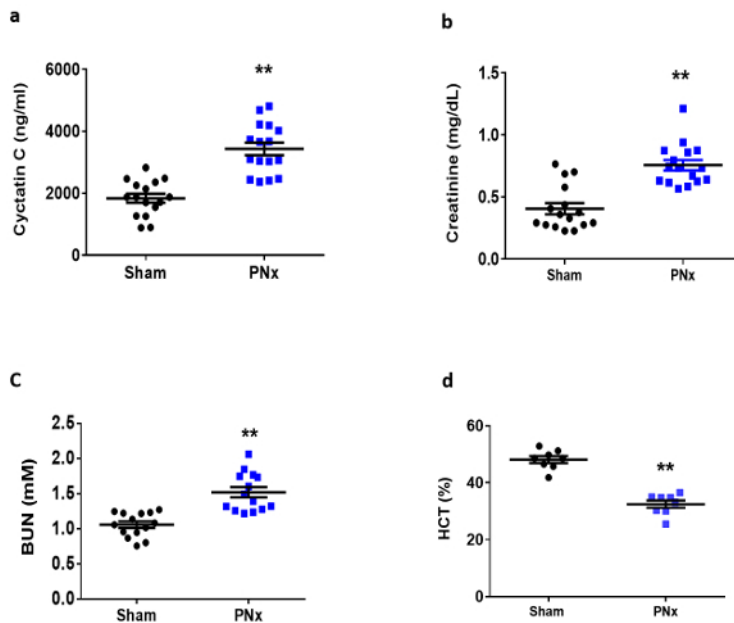 a
Cyctatin C (ng/ml)
6000
4000
2000
0
**
Sham
PNx
b
Creatinine (mg/dL)
1.5
1.0
0.5
0.0
**
Sham
PNx
C
BUN (mM)
2.5
2.0
1.5
1.0
0.5
0.0
**
Sham
PNx
d
HCT (%)
60
40
20
0
**
Sham
PNx